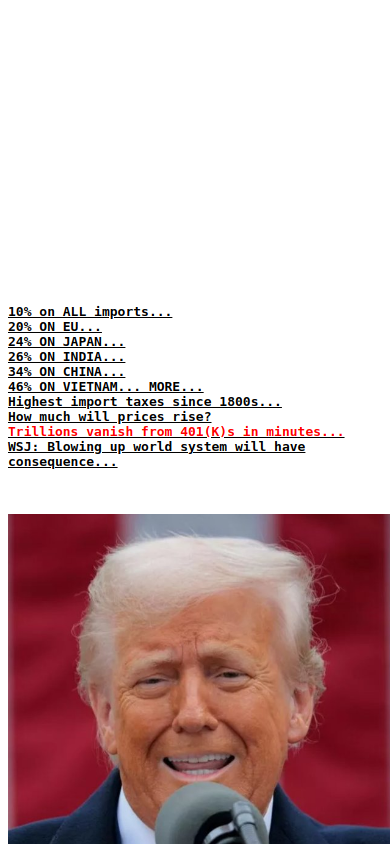 10% on ALL imports...
20% ON EU...
24% ON JAPAN...
26% ON INDIA...
34% ON CHINA...
46% ON VIETNAM... MORE...
Highest import taxes since 1800s...
How much will prices rise?
Trillions vanish from 401(K)s in minutes...
WSJ: Blowing up world system will have
consequence...